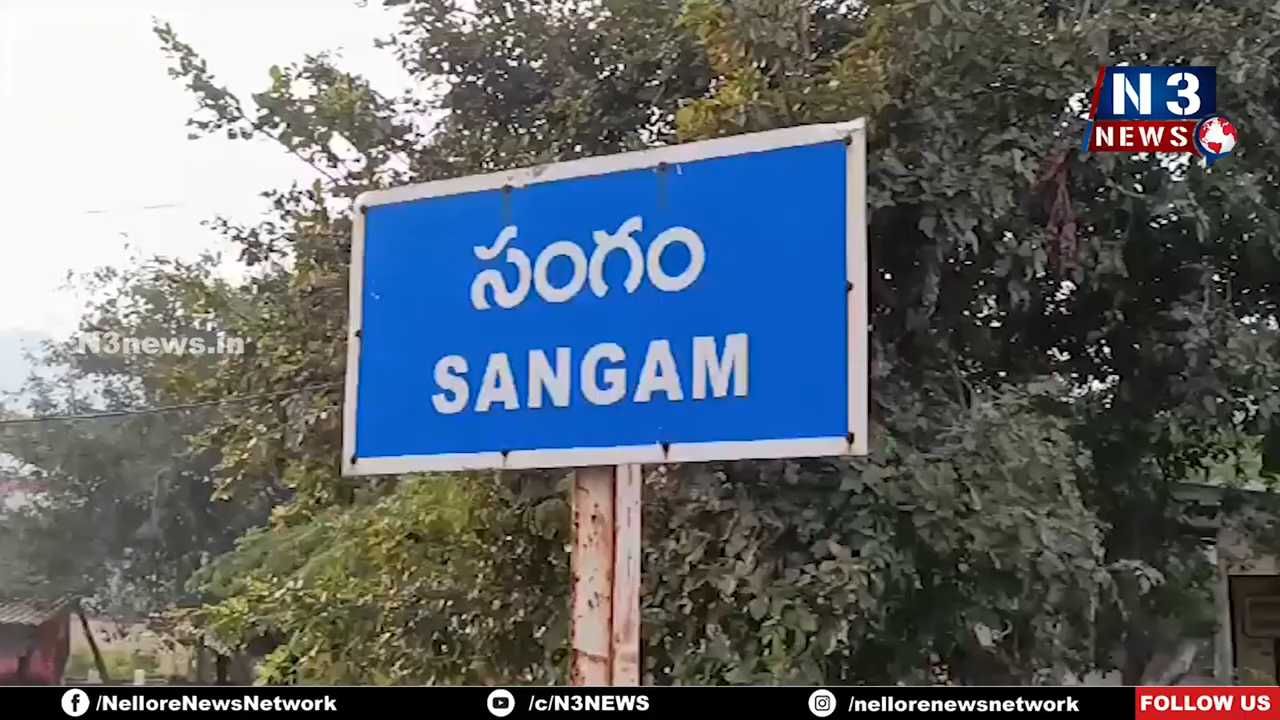 N3
NEWS
సంగం
SANGAM
N3news.in
/NelloreNewsNetwork
/c/N3NEWS
/nellorenewsnetwork
FOLLOW US